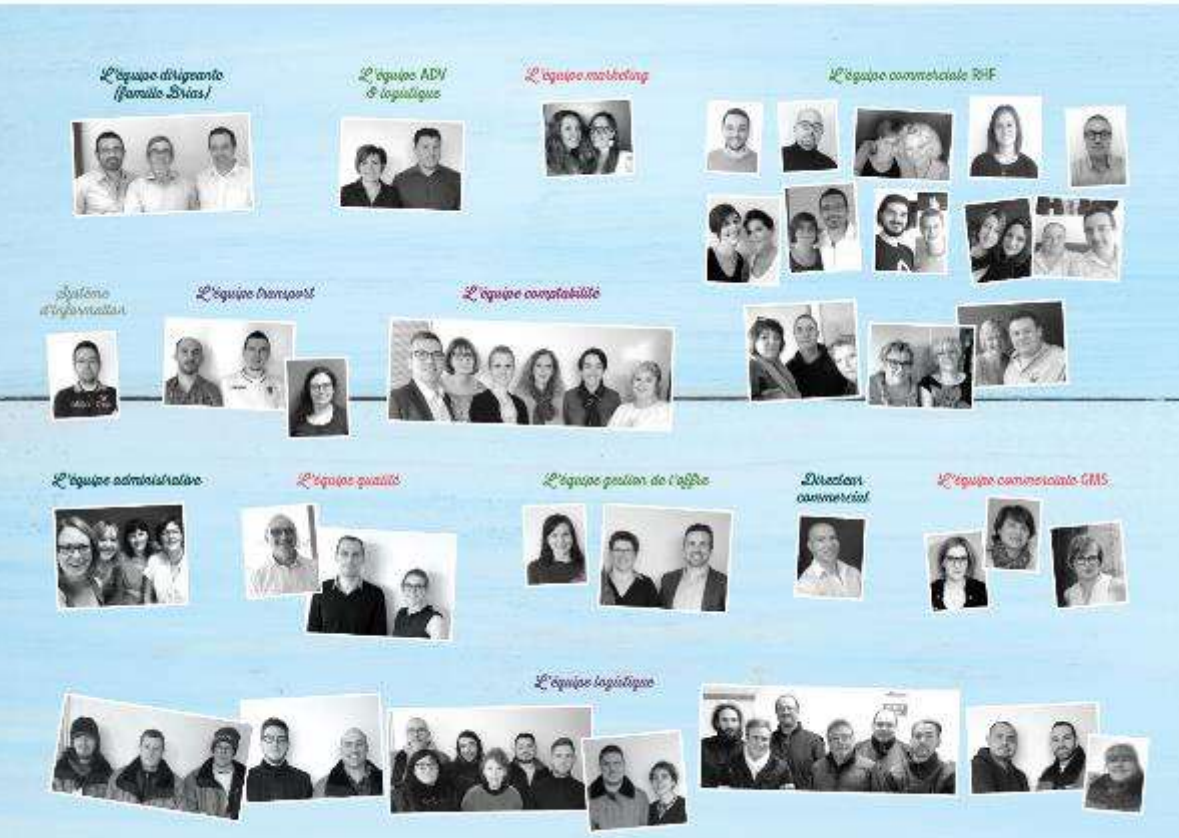 L'équipe dirigeante
(famille Brias)
L'équipe ADV
& logistique
L'équipe marketing
L'équipe commerciale RHF
Système
d'information
L'équipe transport
L'équipe comptabilité
L'équipe administrative
L'équipe qualité
L'équipe gestion de l'offre
Directeur
commercial
L'équipe commerciale GMS
L'équipe logistique